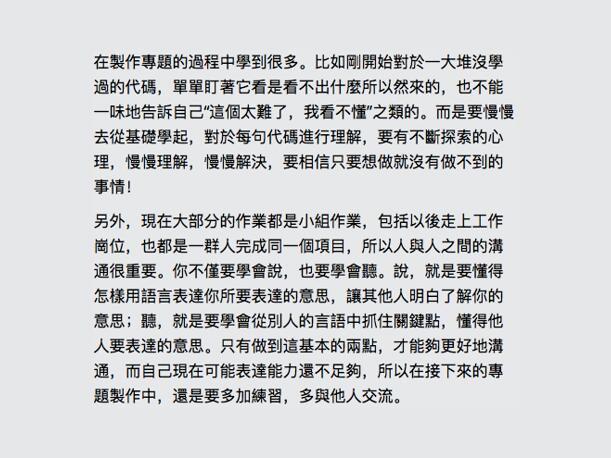 在製作專題的過程中學到很多。比如剛開始對於一大堆沒學
過的代碼，單單盯著它看是看不出什麼所以然來的，也不能
一味地告訴自己“這個太難了，我看不懂”之類的。而是要慢慢
去從基礎學起，對於每句代碼進行理解，要有不斷探索的心
理，慢慢理解，慢慢解決，要相信只要想做就沒有做不到的
事情！
另外，現在大部分的作業都是小組作業，包括以後走上工作
崗位，也都是一群人完成同一個項目，所以人與人之間的溝
通很重要。你不僅要學會說，也要學會聽。說，就是要懂得
怎樣用語言表達你所要表達的意思，讓其他人明白了解你的
意思；聽，就是要學會從別人的言語中抓住關鍵點，懂得他
人要表達的意思。只有做到這基本的兩點，才能夠更好地溝
通，而自己現在可能表達能力還不足夠，所以在接下來的專
題製作中，還是要多加練習，多與他人交流。